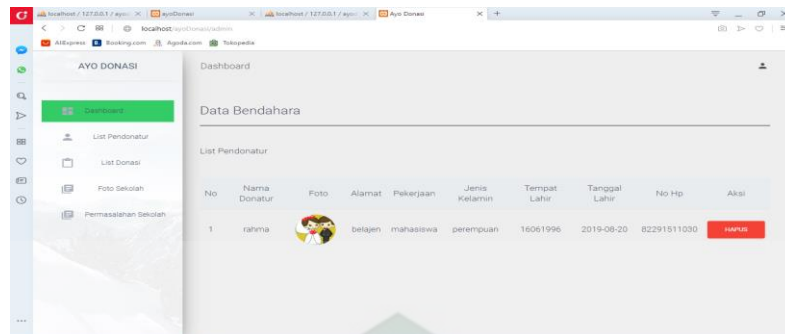 localhost / 127.0.0.1 / ayo
ayoDonasi
localhost / 127.0.0.1 / ayo
Ayo Donasi
localhost/ayoDonasi/admin
AliExpress Booking.com Agoda.com Tokopedia
AYO DONASI
Dashboard
Dashboard
List Pendonatur
List Donasi
Foto Sekolah
Permasalahan Sekolah
Data Bendahara
List Pendonatur
No Nama Donatur Foto Alamat Pekerjaan Jenis Kelamin Tempat Lahir Tanggal Lahir No Hp Aksi
1 rahma belajen mahasiswa perempuan 16061996 2019-08-20 82291511030 HAPUS